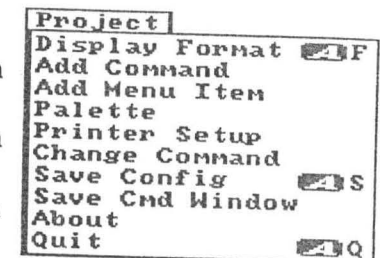 Project
Display Format A F
Add Command
Add Menu Item
Palette
Printer Setup
Change Command
Save Config A S
Save Cmd Window
About
Quit A Q